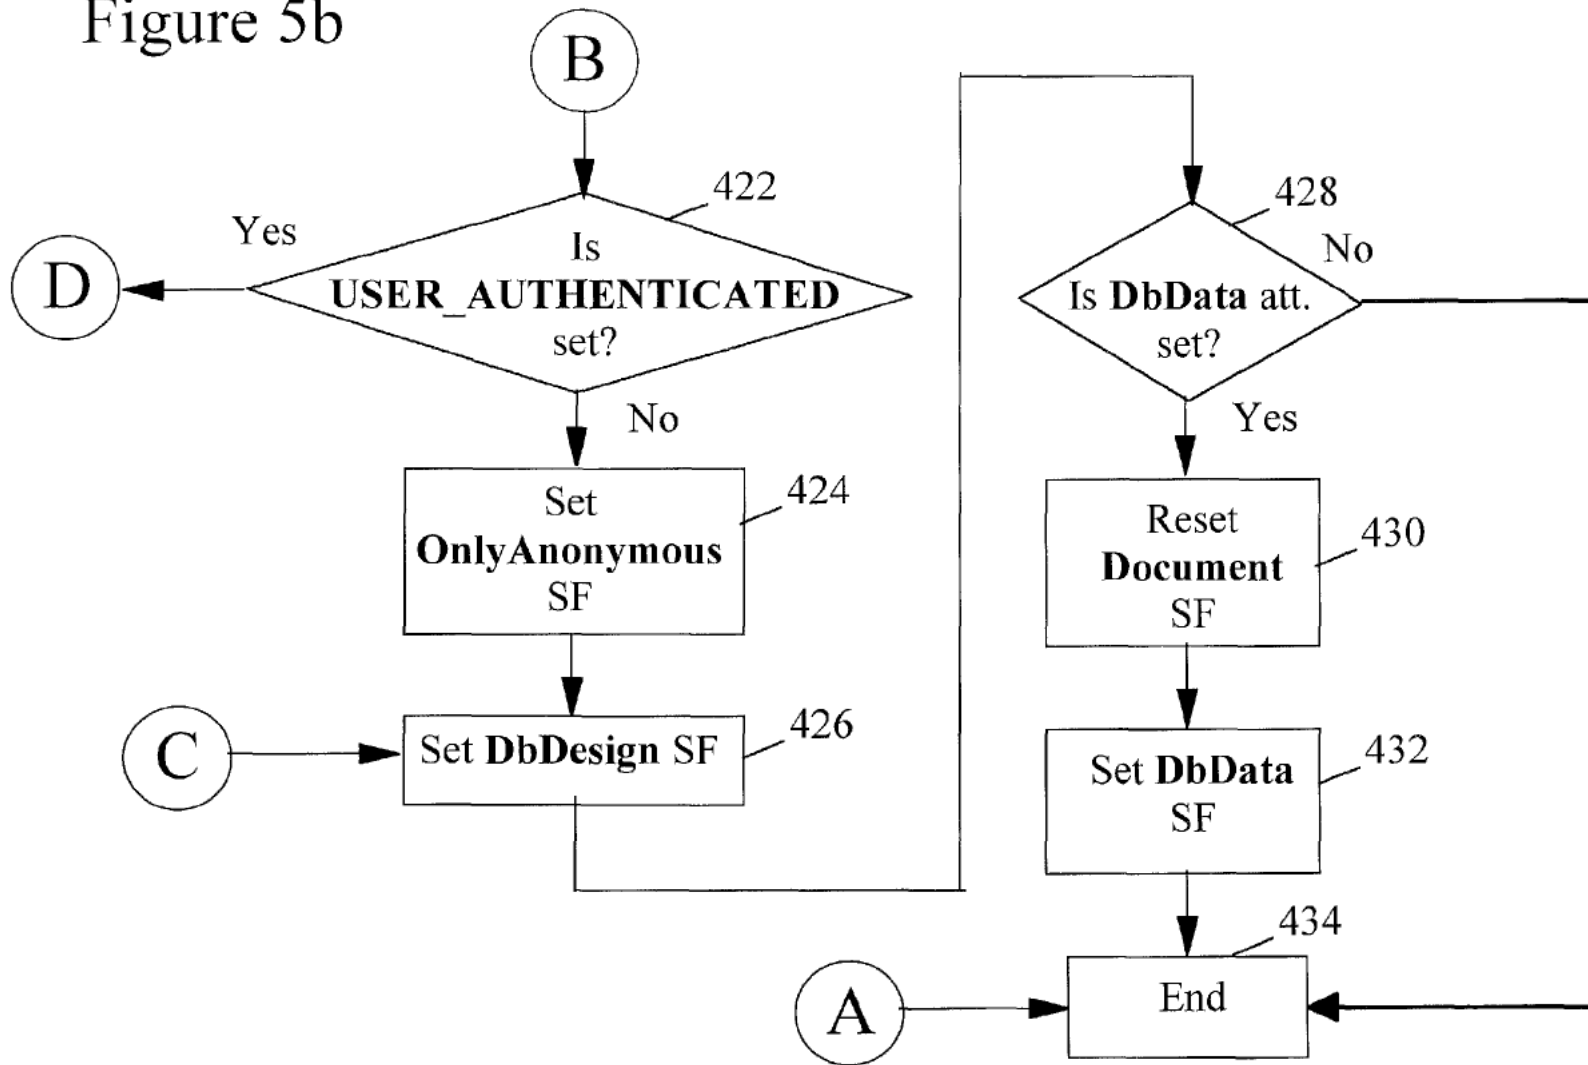 Figure 5b
B
422
Yes
Is
USER_AUTHENTICATED
set?
D
No
Set
OnlyAnonymous
SF
424
C
Set DbDesign SF
426
428
No
Is DbData att.
set?
Yes
Reset
Document
SF
430
Set DbData
SF
432
434
A
End